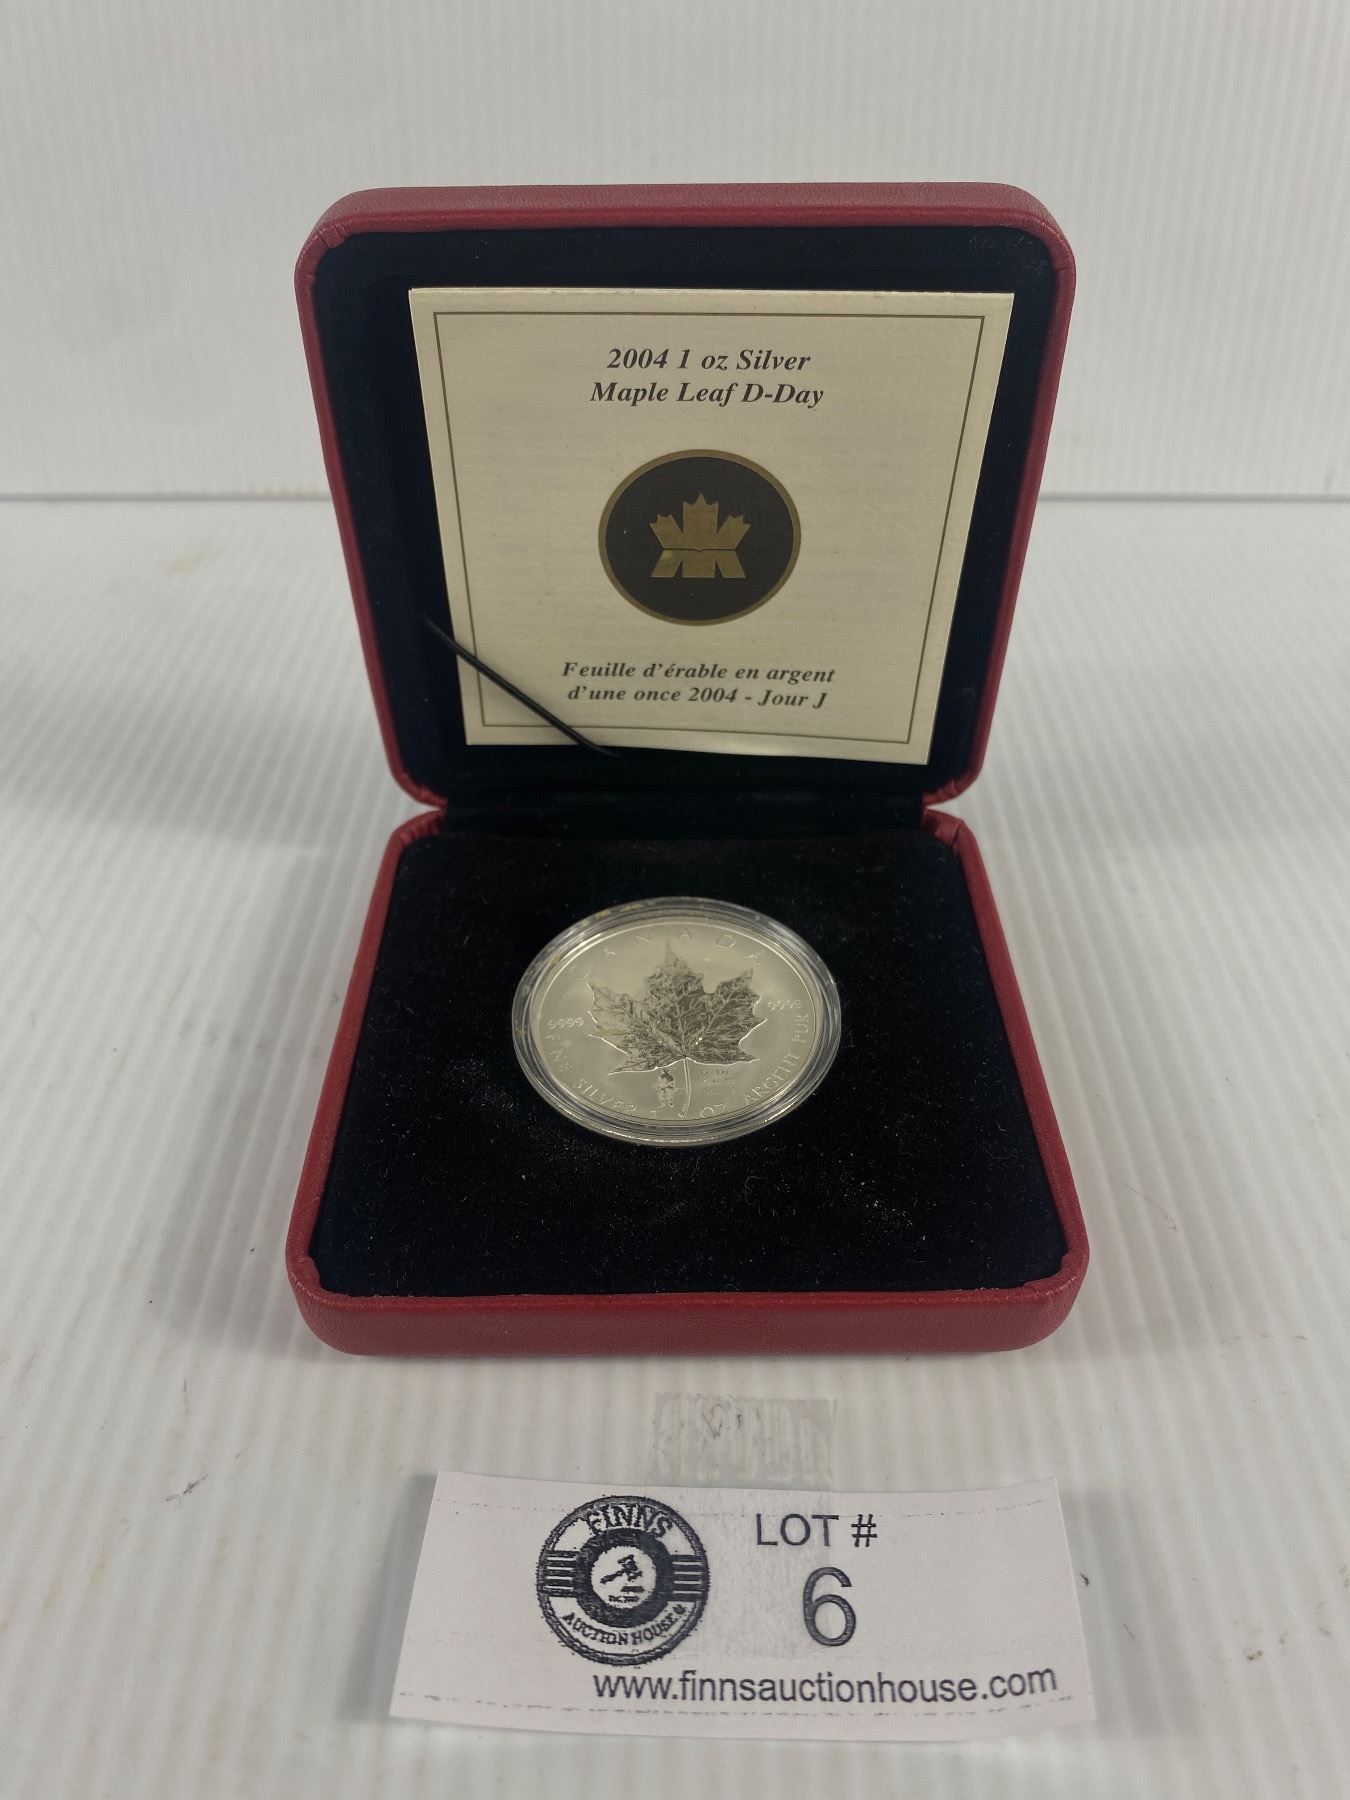 2004 1 oz Silver
Maple Leaf D-Day
Feuille d'érable en argent
d'une once 2004 - Jour J
CANADA
9999 9999
FINE SILVER 1 OZ ARGENT PUR
FINNS
AUCTION HOUSE
LOT #
6
www.finnsauctionhouse.com